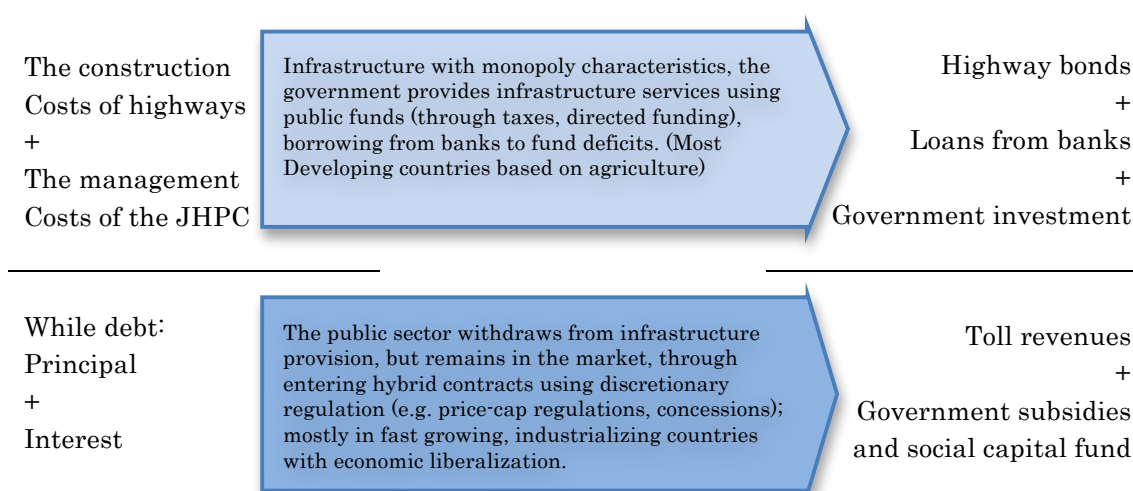 The construction
Costs of highways
+
The management
Costs of the JHPC
Infrastructure with monopoly characteristics, the
government provides infrastructure services using
public funds (through taxes, directed funding),
borrowing from banks to fund deficits. (Most
Developing countries based on agriculture)
Highway bonds
+
Loans from banks
+
Government investment
While debt:
Principal
+
Interest
The public sector withdraws from infrastructure
provision, but remains in the market, through
entering hybrid contracts using discretionary
regulation (e.g. price-cap regulations, concessions);
mostly in fast growing, industrializing countries
with economic liberalization.
Toll revenues
+
Government subsidies
and social capital fund